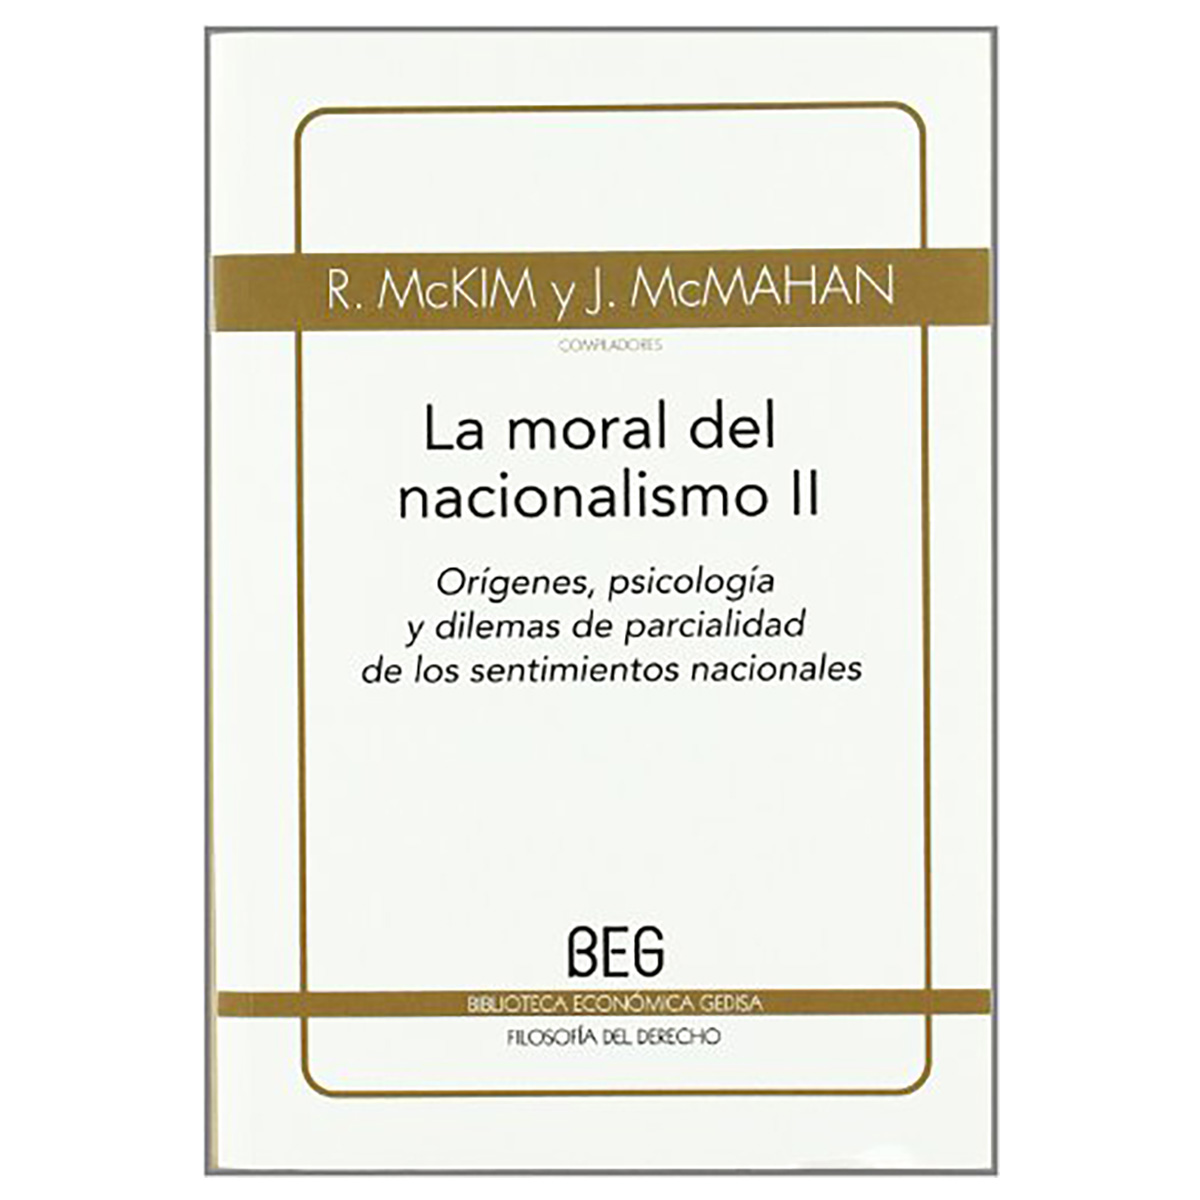 R. McKIM y J. McMAHAN
COMPILADORES
La moral del
nacionalismo II
Orígenes, psicología
y dilemas de parcialidad
de los sentimientos nacionales
BEG
BIBLIOTECA ECONÓMICA GEDISA
FILOSOFÍA DEL DERECHO